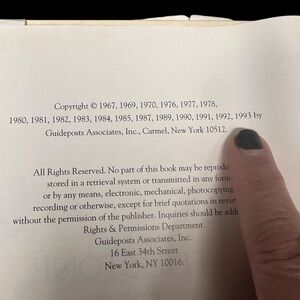 Copyright © 1967, 1969, 1970, 1976, 1977, 1978,
1980, 1981, 1982, 1983, 1984, 1985, 1987, 1989, 1990, 1991, 1992, 1993 by
Guideposts Associates, Inc., Carmel, New York 10512.
All Rights Reserved. No part of this book may be reprodu
stored in a retrieval system or transmitted in any form
or by any means, electronic, mechanical, photocopying
recording or otherwise, except for brief quotations in revie
without the permission of the publisher. Inquiries should be addr
Rights & Permissions Department
Guideposts Associates, Inc.
16 East 34th Street
New York, NY 10016.